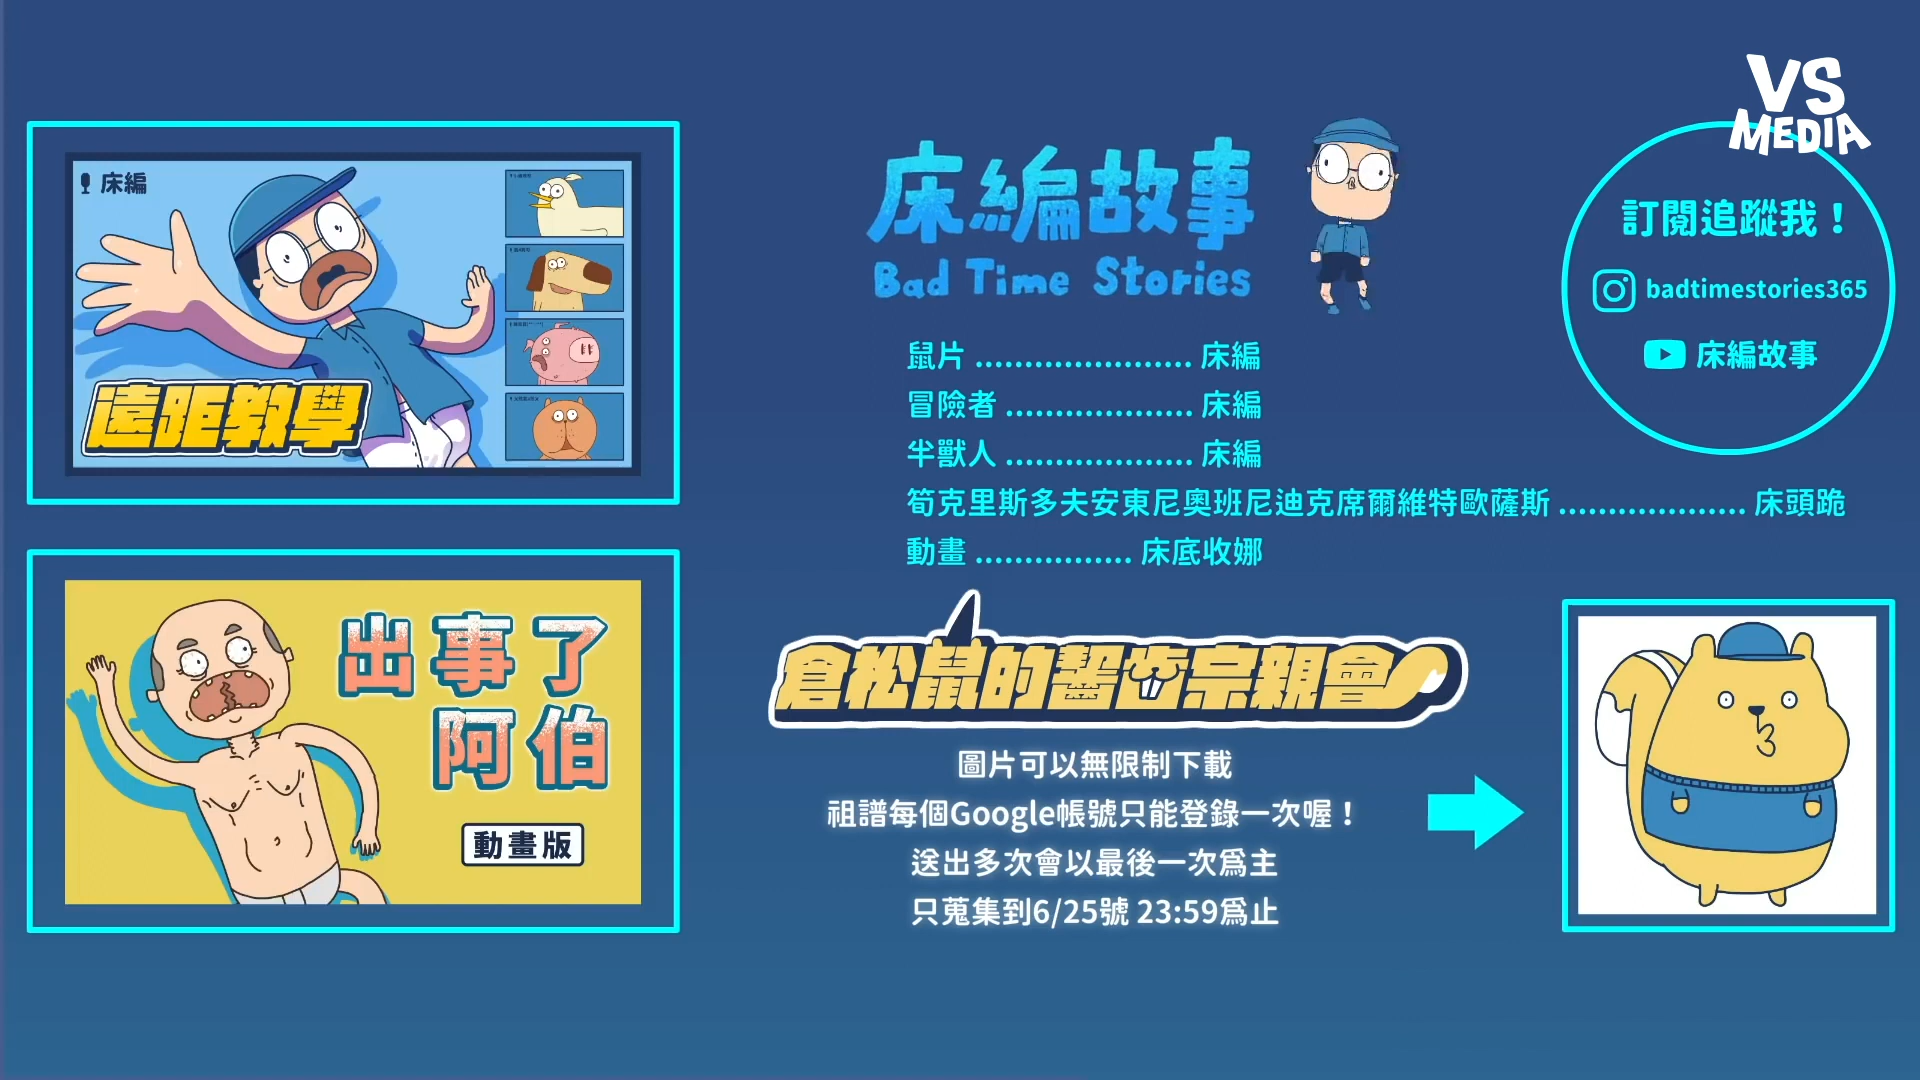 床編
遠距教學
出事了
阿伯
動畫版
床編故事
Bad Time Stories
鼠片 ...................... 床編
冒險者 ................... 床編
半獸人 ................... 床編
筍克里斯多夫安東尼奧班尼迪克席爾維特歐薩斯 ................... 床頭跪
動畫 ................ 床底收娜
倉松鼠的齧齒宗親會
圖片可以無限制下載
祖譜每個Google帳號只能登錄一次喔！
送出多次會以最後一次為主
只蒐集到6/25號 23:59為止
VS
MEDIA
訂閱追蹤我！
badtimestories365
床編故事